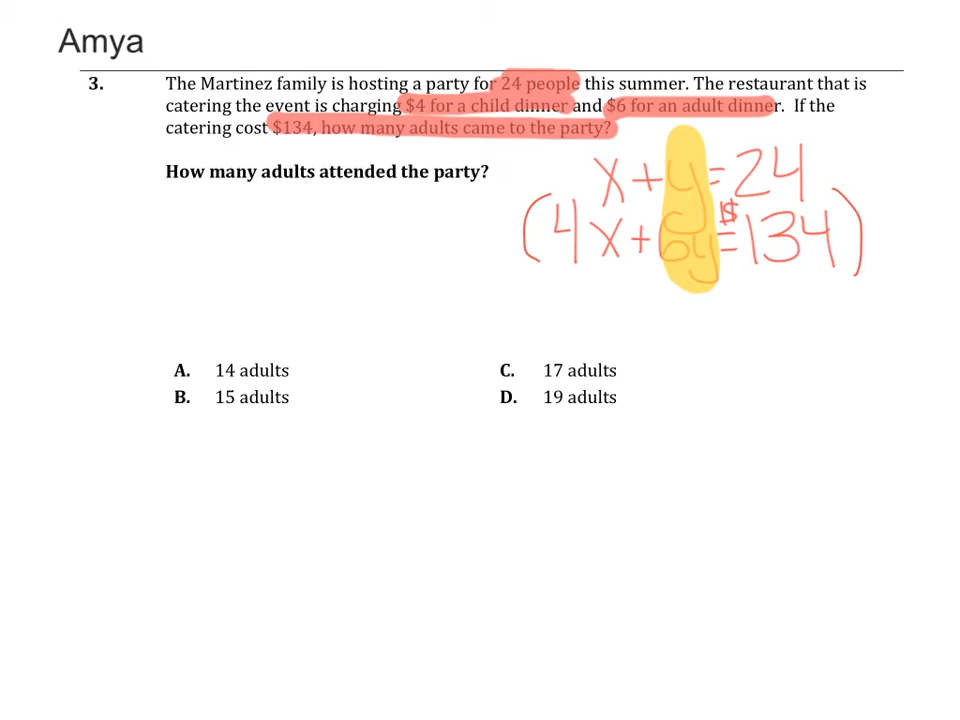 Amya
3. The Martinez family is hosting a party for 24 people this summer. The restaurant that is
catering the event is charging $4 for a child dinner and $6 for an adult dinner. If the
catering cost $134, how many adults came to the party?
How many adults attended the party?
x+y=24
(4x+6y=$134)
A. 14 adults
C. 17 adults
B. 15 adults
D. 19 adults